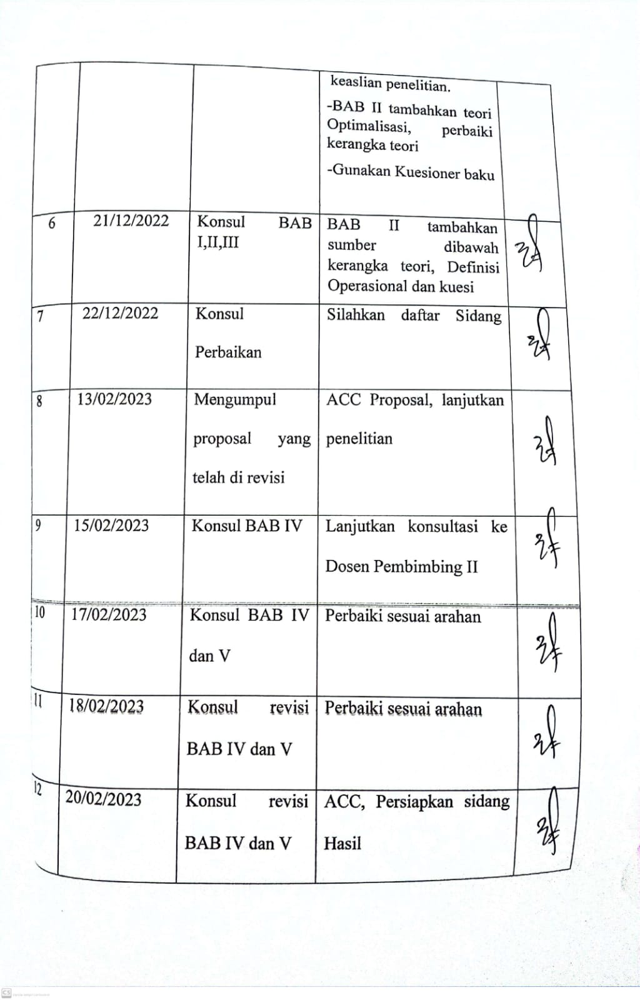 keaslian penelitian.
-BAB II tambahkan teori
Optimalisasi, perbaiki
kerangka teori
-Gunakan Kuesioner baku
6 21/12/2022 Konsul BAB BAB II tambahkan
I,II,III sumber dibawah
kerangka teori, Definisi
Operasional dan kuesi
7 22/12/2022 Konsul Silahkan daftar Sidang
Perbaikan
8 13/02/2023 Mengumpul ACC Proposal, lanjutkan
proposal yang penelitian
telah di revisi
9 15/02/2023 Konsul BAB IV Lanjutkan konsultasi ke
Dosen Pembimbing II
10 17/02/2023 Konsul BAB IV Perbaiki sesuai arahan
dan V
11 18/02/2023 Konsul revisi Perbaiki sesuai arahan
BAB IV dan V
12 20/02/2023 Konsul revisi ACC, Persiapkan sidang
BAB IV dan V Hasil
CS